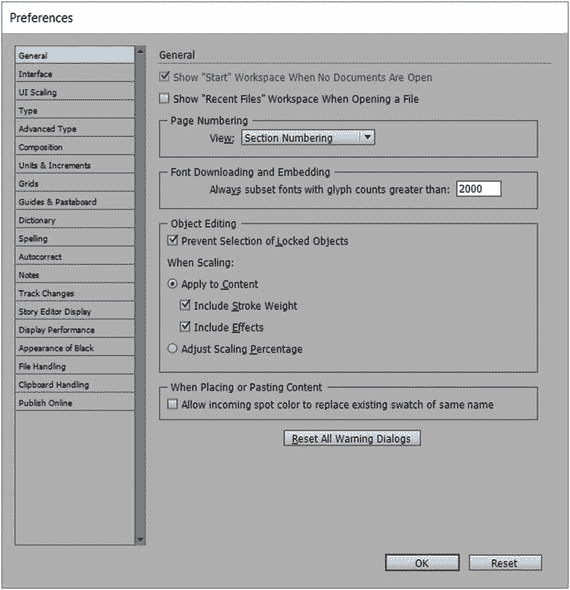 Preferences
General
Interface
UI Scaling
Type
Advanced Type
Composition
Units & Increments
Grids
Guides & Pasteboard
Dictionary
Spelling
Autocorrect
Notes
Track Changes
Story Editor Display
Display Performance
Appearance of Black
File Handling
Clipboard Handling
Publish Online
General
Show "Start" Workspace When No Documents Are Open
Show "Recent Files" Workspace When Opening a File
Page Numbering
View: Section Numbering
Font Downloading and Embedding
Always subset fonts with glyph counts greater than: 2000
Object Editing
Prevent Selection of Locked Objects
When Scaling:
Apply to Content
Include Stroke Weight
Include Effects
Adjust Scaling Percentage
When Placing or Pasting Content
Allow incoming spot color to replace existing swatch of same name
Reset All Warning Dialogs
OK Reset